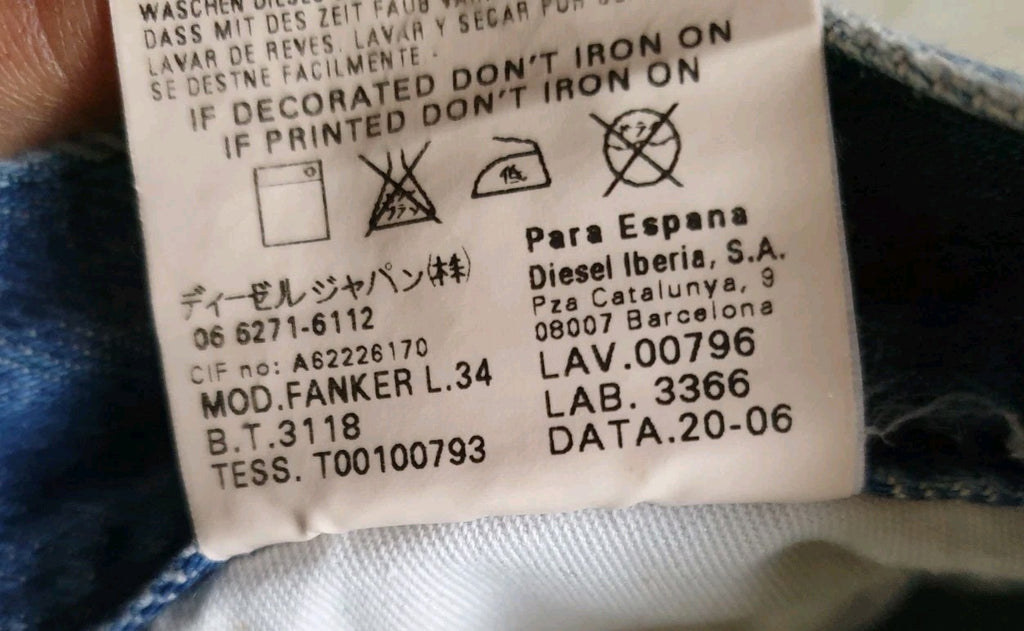 WASCHEN
DASS MIT DES ZEIT FAUB
LAVAR DE REVES. LAVAR Y SECAR POR
SE DESTNE FACILMENTE.
IF DECORATED DON'T IRON ON
IF PRINTED DON'T IRON ON
低
ディーゼルジャパン(株)
06 6271-6112
CIF no: A62226170
MOD.FANKER L.34
B.T.3118
TESS. T00100793
Para Espana
Diesel Iberia, S.A.
Pza Catalunya, 9
08007 Barcelona
LAV.00796
LAB. 3366
DATA.20-06